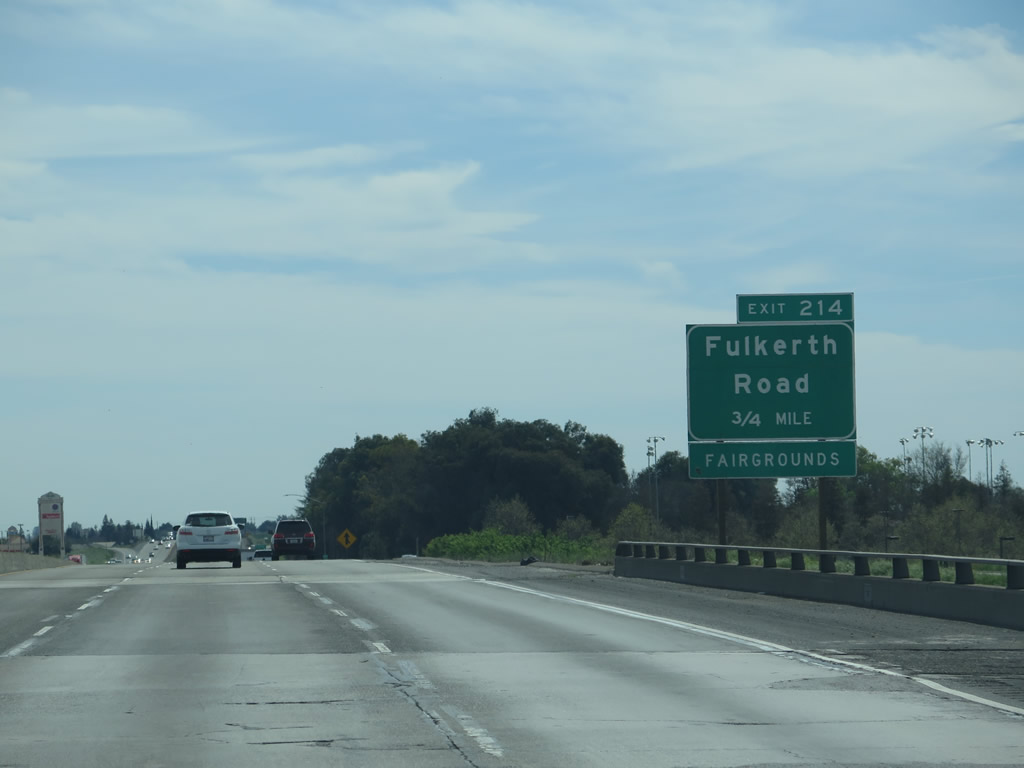 EXIT 214
Fulkerth
Road
3/4 MILE
FAIRGROUNDS